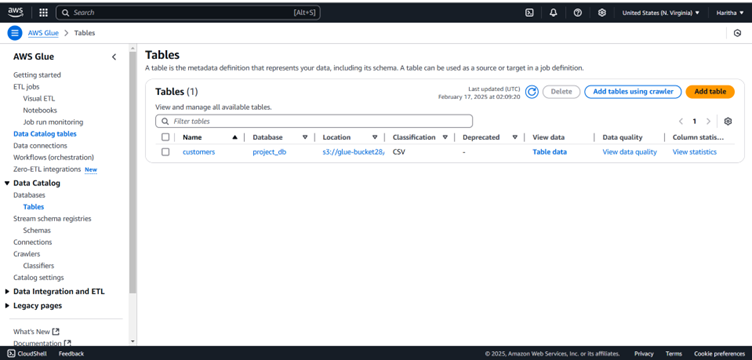 aws
Search [Alt+S] United States (N. Virginia) Haritha
AWS Glue > Tables
AWS Glue
Getting started
ETL jobs
Visual ETL
Notebooks
Job run monitoring
Data Catalog tables
Data connections
Workflows (orchestration)
Zero-ETL integrations New
Data Catalog
Databases
Tables
Stream schema registries
Schemas
Connections
Crawlers
Classifiers
Catalog settings
Data Integration and ETL
Legacy pages
What's New
Documentation
Tables
A table is the metadata definition that represents your data, including its schema. A table can be used as a source or target in a job definition.
Tables (1)
Last updated (UTC)
February 17, 2025 at 02:09:20
Delete Add tables using crawler Add table
View and manage all available tables.
Filter tables
1
Name Database Location Classification Deprecated View data Data quality Column statis...
customers project_db s3://glue-bucket28, CSV - Table data View data quality View statistics
CloudShell Feedback © 2025, Amazon Web Services, Inc. or its affiliates. Privacy Terms Cookie preferences